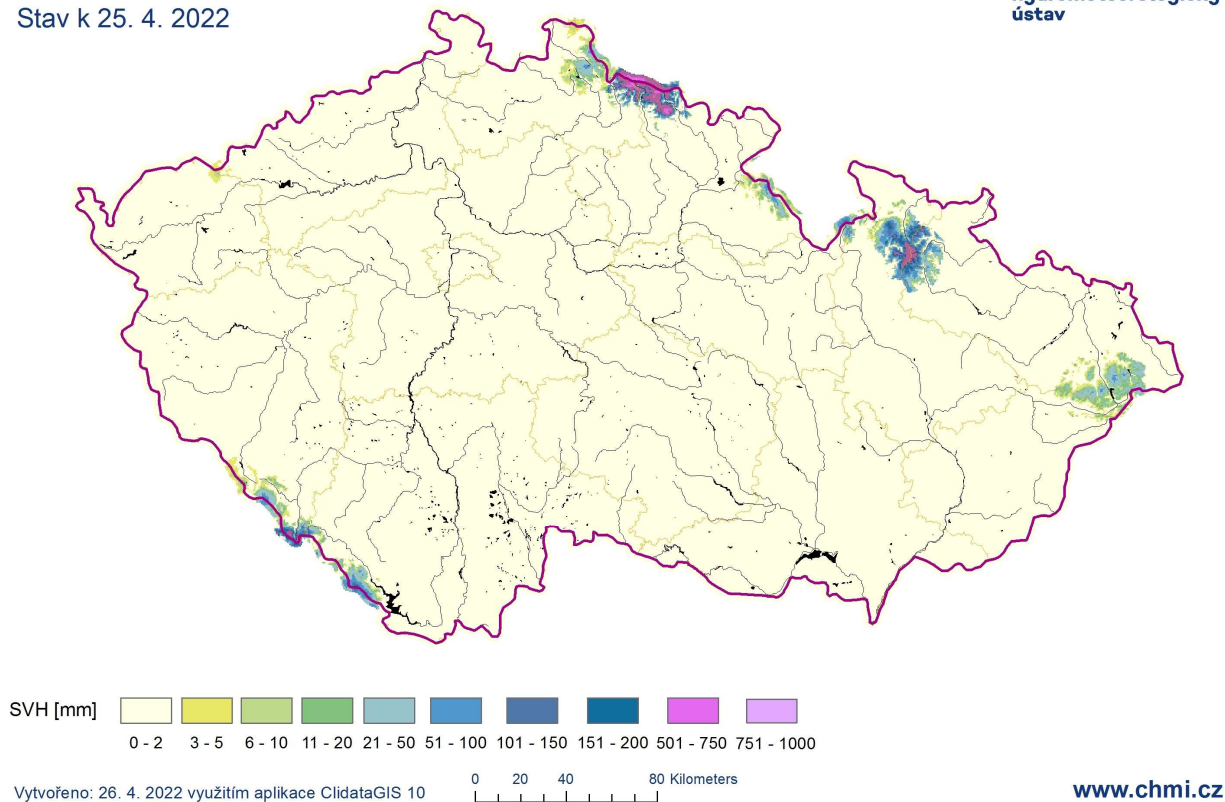 Stav k 25. 4. 2022
ústav
SVH [mm]
0 - 2 3 - 5 6 - 10 11 - 20 21 - 50 51 - 100 101 - 150 151 - 200 501 - 750 751 - 1000
0 20 40 80 Kilometers
Vytvořeno: 26. 4. 2022 využitím aplikace ClidataGIS 10
www.chmi.cz